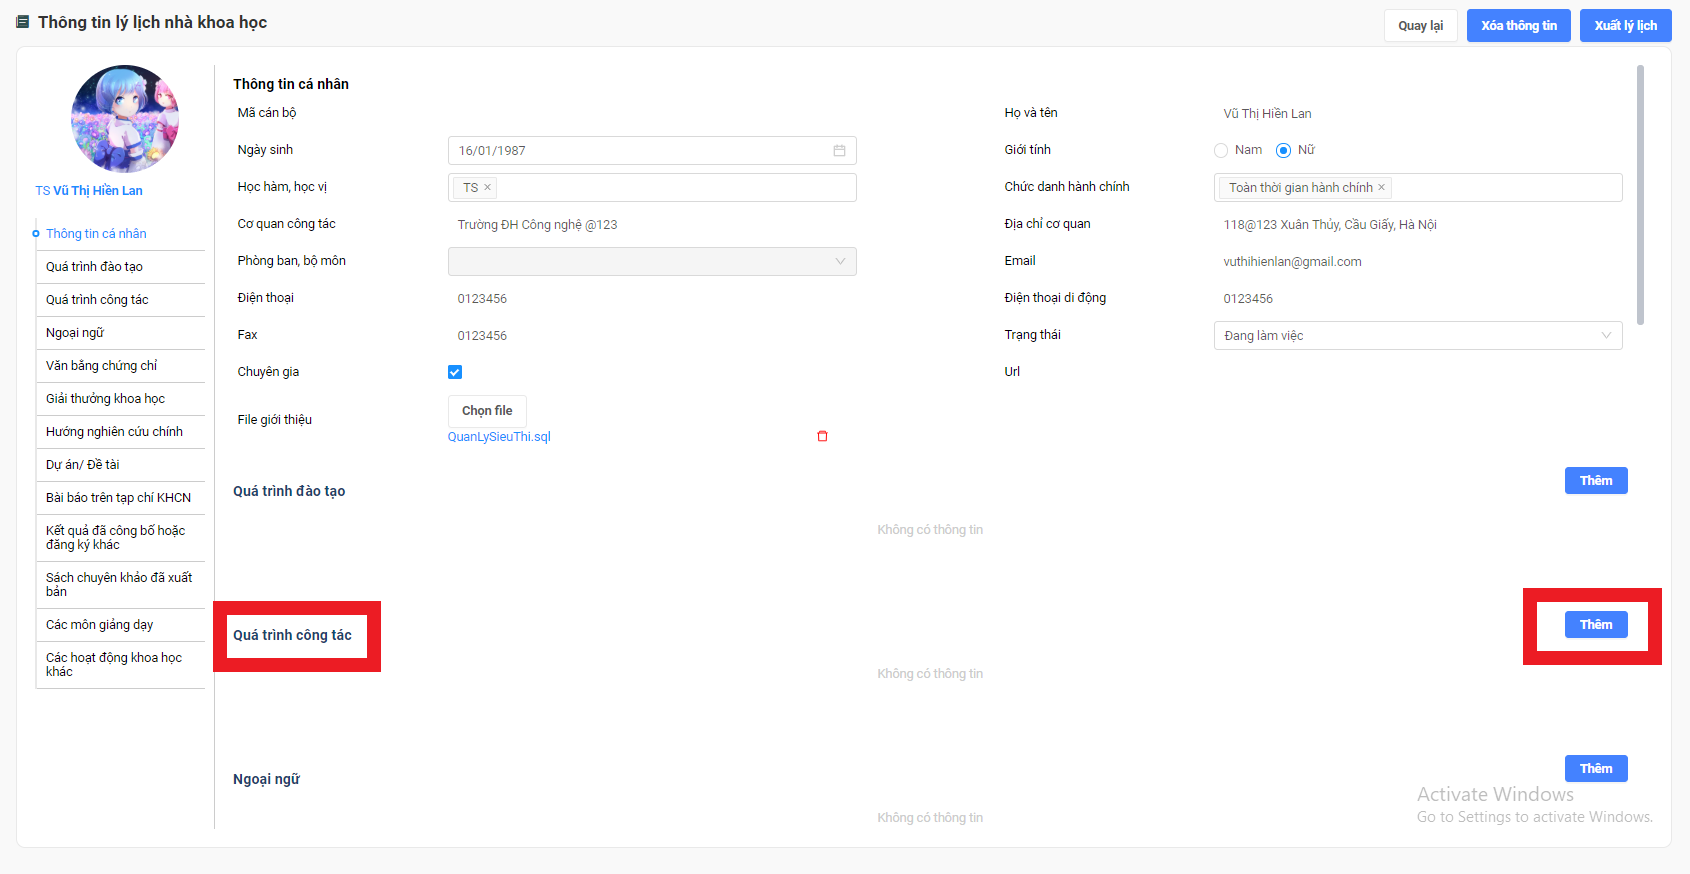 Thông tin lý lịch nhà khoa học
Quay lại
Xóa thông tin
Xuất lý lịch
TS Vũ Thị Hiền Lan
Thông tin cá nhân
Quá trình đào tạo
Quá trình công tác
Ngoại ngữ
Văn bằng chứng chỉ
Giải thưởng khoa học
Hướng nghiên cứu chính
Dự án/ Đề tài
Bài báo trên tạp chí KHCN
Kết quả đã công bố hoặc
đăng ký khác
Sách chuyên khảo đã xuất
bản
Các môn giảng dạy
Các hoạt động khoa học
khác
Thông tin cá nhân
Mã cán bộ
Họ và tên Vũ Thị Hiền Lan
Ngày sinh 16/01/1987
Giới tính Nam Nữ
Học hàm, học vị TS ×
Chức danh hành chính Toàn thời gian hành chính ×
Cơ quan công tác Trường ĐH Công nghệ @123
Địa chỉ cơ quan 118@123 Xuân Thủy, Cầu Giấy, Hà Nội
Phòng ban, bộ môn
Email vuthihienlan@gmail.com
Điện thoại 0123456
Điện thoại di động 0123456
Fax 0123456
Trạng thái Đang làm việc
Chuyên gia
Url
File giới thiệu Chọn file
QuanLySieuThi.sql
Quá trình đào tạo Thêm
Không có thông tin
Quá trình công tác Thêm
Không có thông tin
Ngoại ngữ Thêm
Không có thông tin
Activate Windows
Go to Settings to activate Windows.